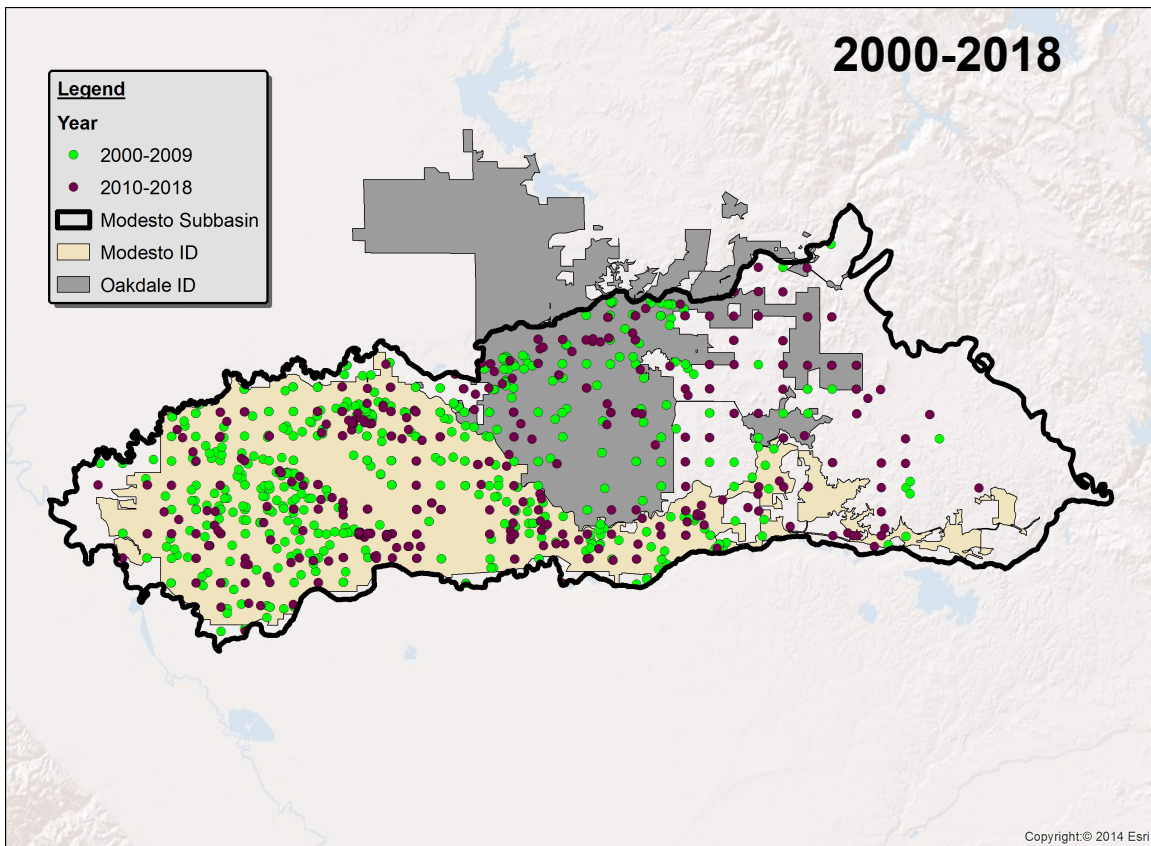 2000-2018
Legend
Year
2000-2009
2010-2018
Modesto Subbasin
Modesto ID
Oakdale ID
Copyright:© 2014 Esri